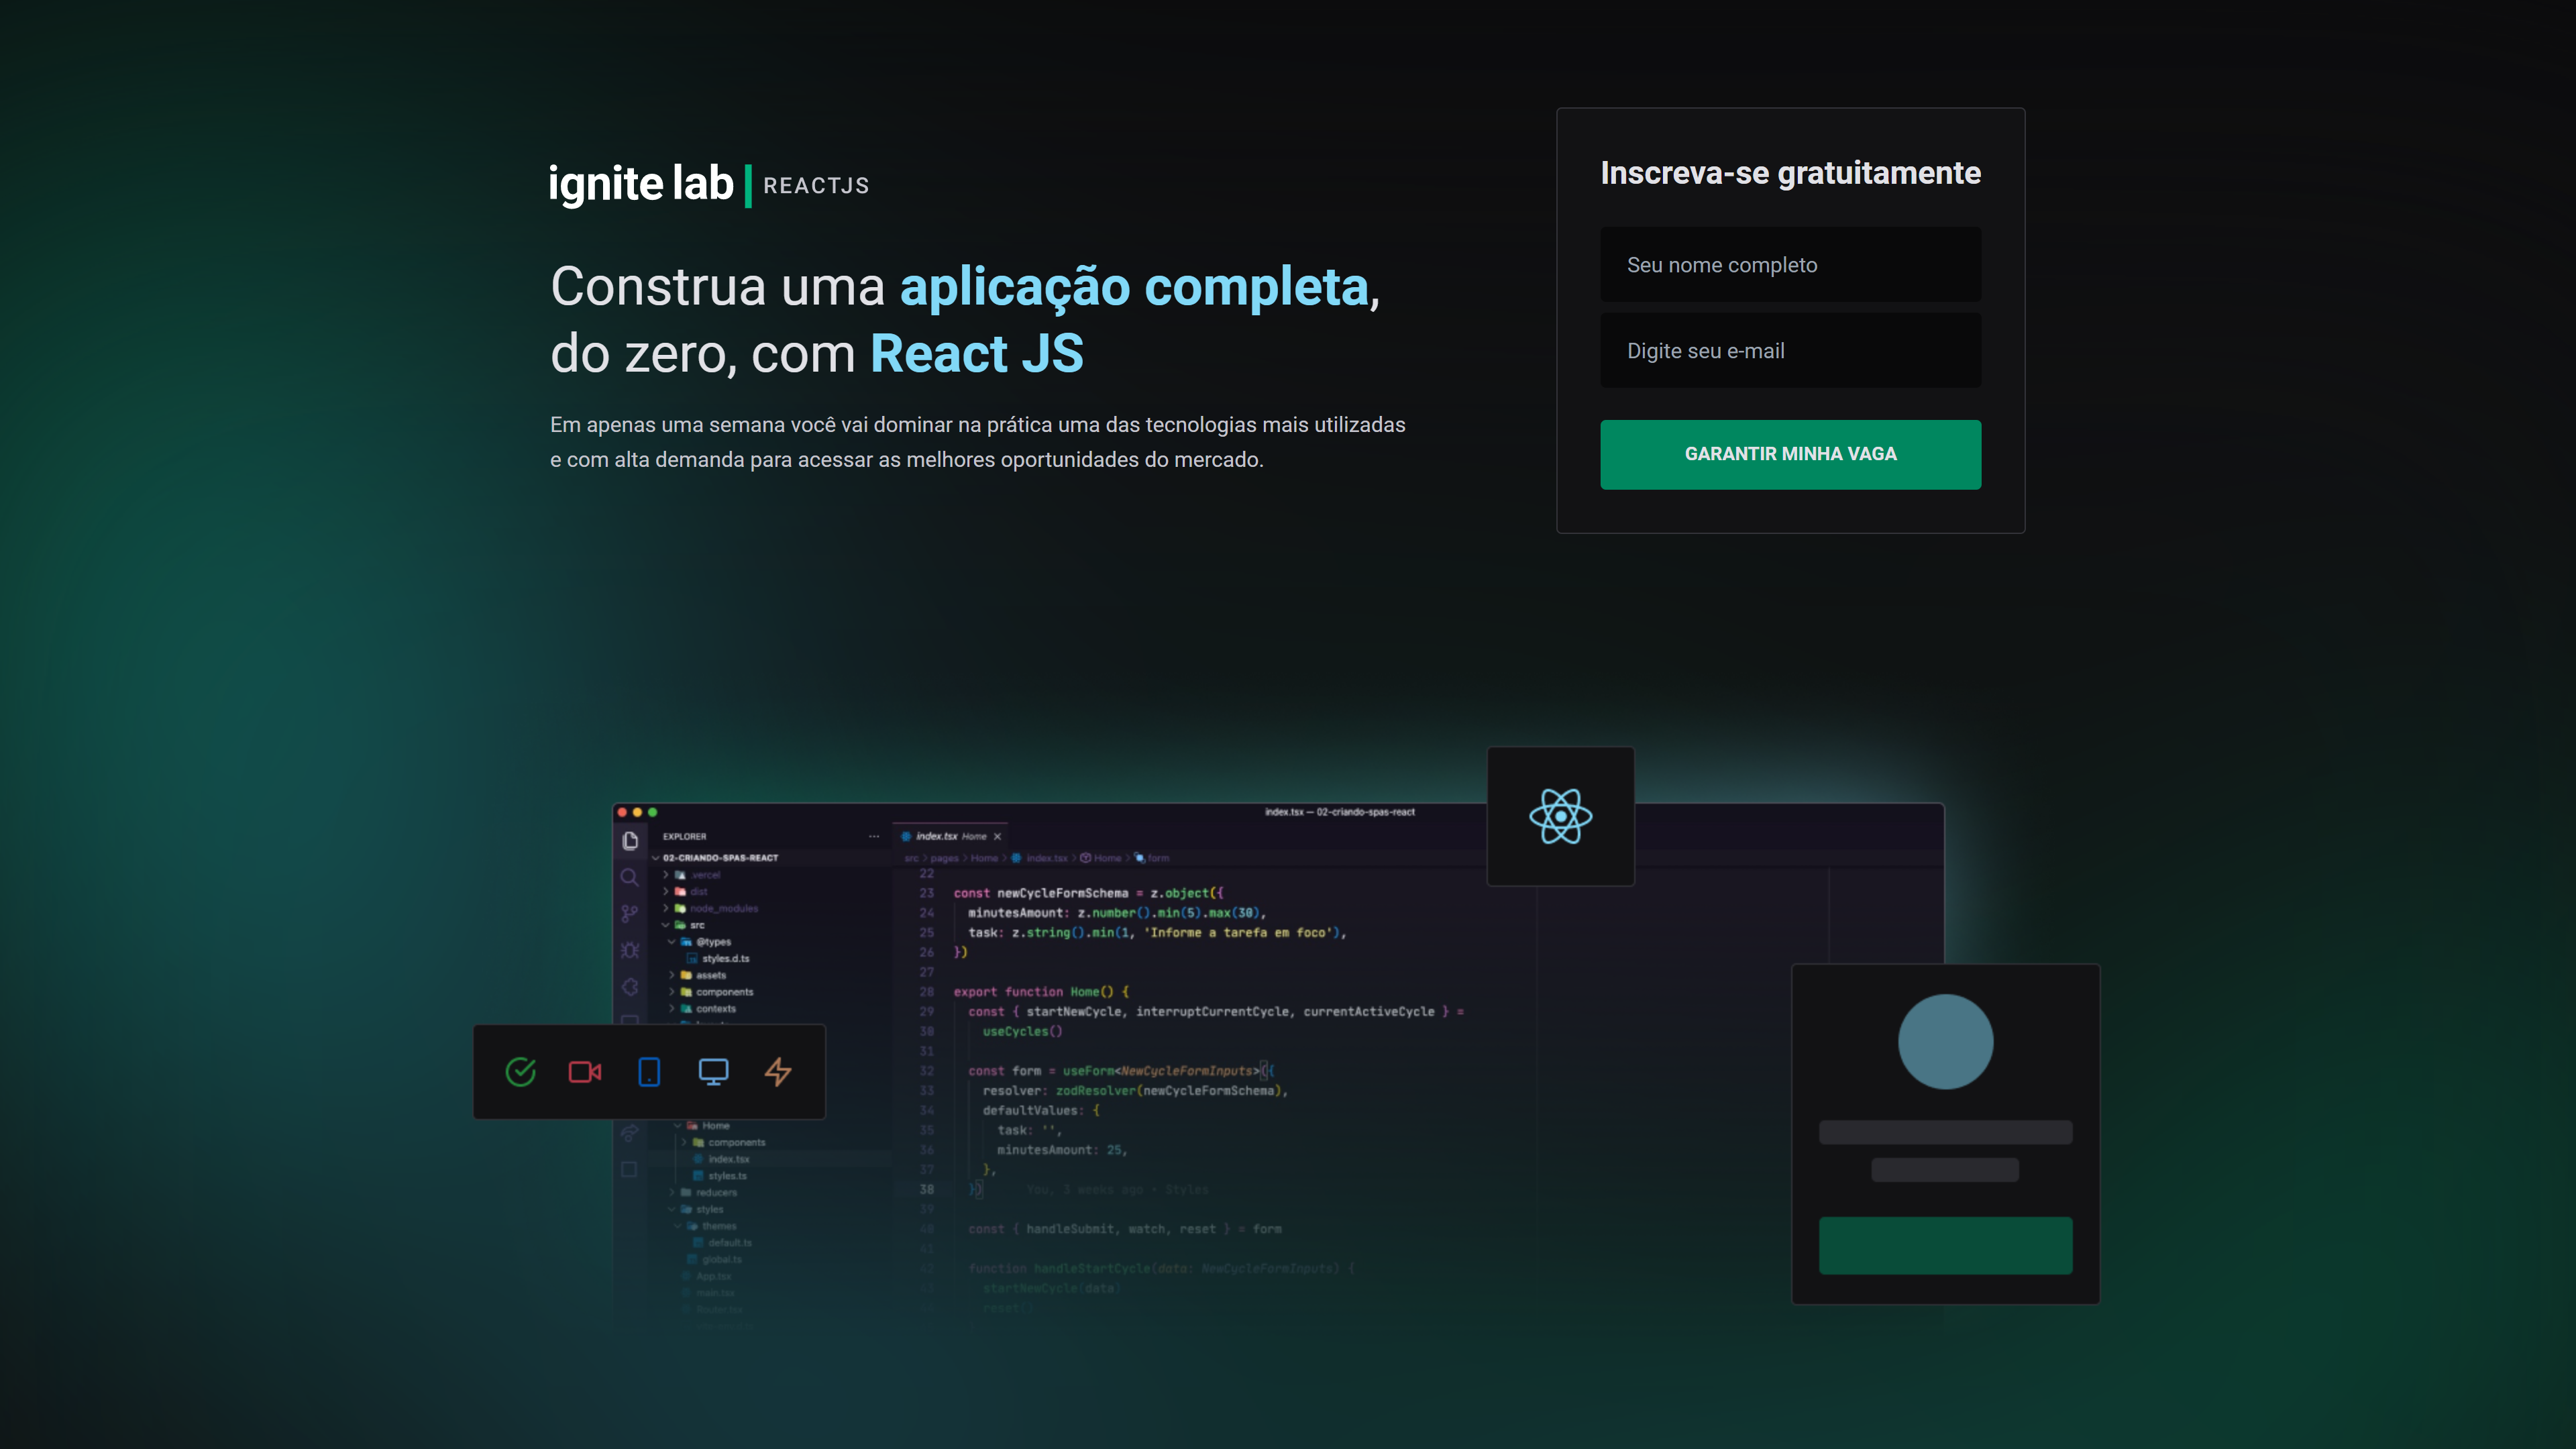 ignite lab | REACTJS
Construa uma aplicação completa,
do zero, com React JS
Em apenas uma semana você vai dominar na prática uma das tecnologias mais utilizadas
e com alta demanda para acessar as melhores oportunidades do mercado.
Inscreva-se gratuitamente
Seu nome completo
Digite seu e-mail
GARANTIR MINHA VAGA
index.tsx — 02-criando-spas-react
EXPLORER ...
02-CRIANDO-SPAS-REACT
.vercel
dist
node_modules
src
@types
styles.d.ts
assets
components
contexts
Home
components
index.tsx
styles.ts
reducers
styles
themes
default.ts
global.ts
App.tsx
main.tsx
Router.tsx
index.tsx Home
src > pages > Home > index.tsx > Home > form
22
23 const newCycleFormSchema = z.object({
24 minutesAmount: z.number().min(5).max(30),
25 task: z.string().min(1, 'Informe a tarefa em foco'),
26 })
27
28 export function Home() {
29 const { startNewCycle, interruptCurrentCycle, currentActiveCycle } =
30 useCycles()
31
32 const form = useForm<NewCycleFormInputs>({
33 resolver: zodResolver(newCycleFormSchema),
34 defaultValues: {
35 task: '',
36 minutesAmount: 25,
37 },
38 }) You, 3 weeks ago • Styles
39
40 const { handleSubmit, watch, reset } = form
41
42 function handleStartCycle(data: NewCycleFormInputs) {
43 startNewCycle(data)
reset()